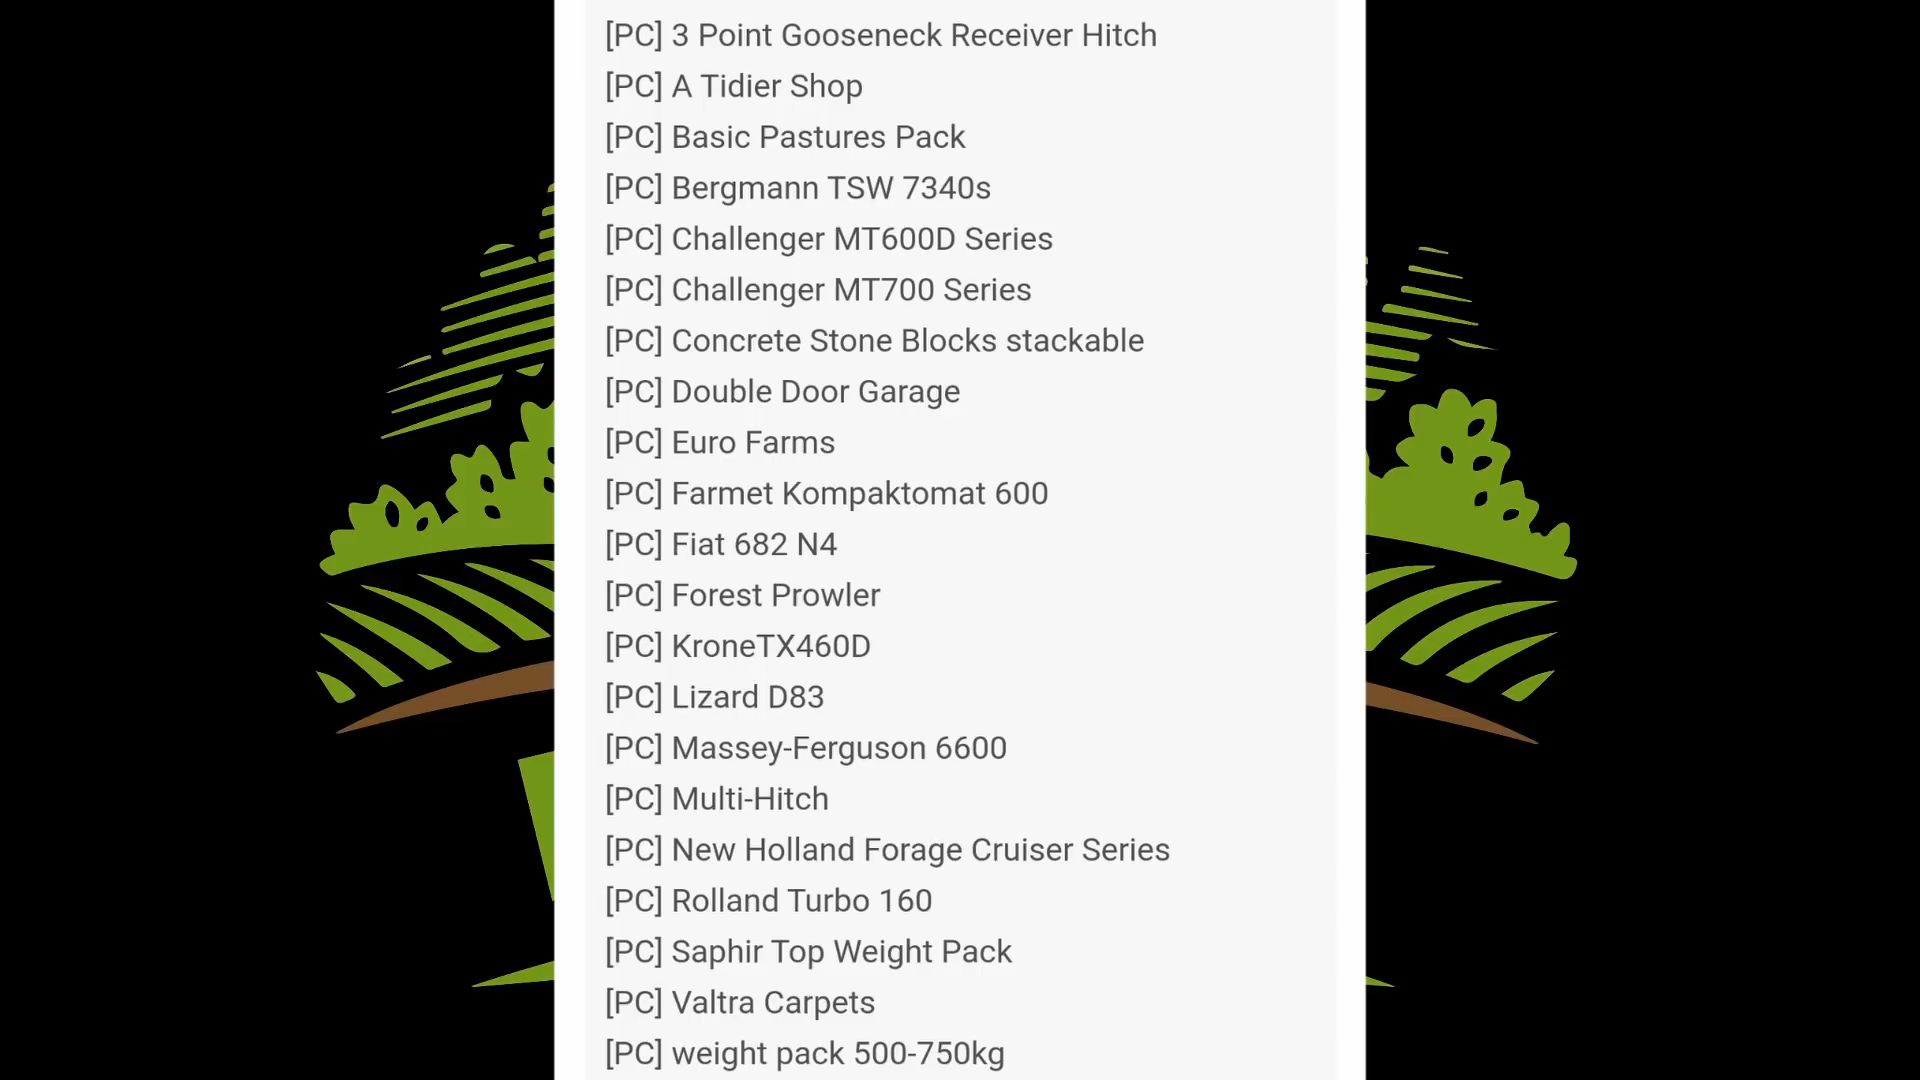 [PC] 3 Point Gooseneck Receiver Hitch
[PC] A Tidier Shop
[PC] Basic Pastures Pack
[PC] Bergmann TSW 7340s
[PC] Challenger MT600D Series
[PC] Challenger MT700 Series
[PC] Concrete Stone Blocks stackable
[PC] Double Door Garage
[PC] Euro Farms
[PC] Farmet Kompaktomat 600
[PC] Fiat 682 N4
[PC] Forest Prowler
[PC] KroneTX460D
[PC] Lizard D83
[PC] Massey-Ferguson 6600
[PC] Multi-Hitch
[PC] New Holland Forage Cruiser Series
[PC] Rolland Turbo 160
[PC] Saphir Top Weight Pack
[PC] Valtra Carpets
[PC] weight pack 500-750kg